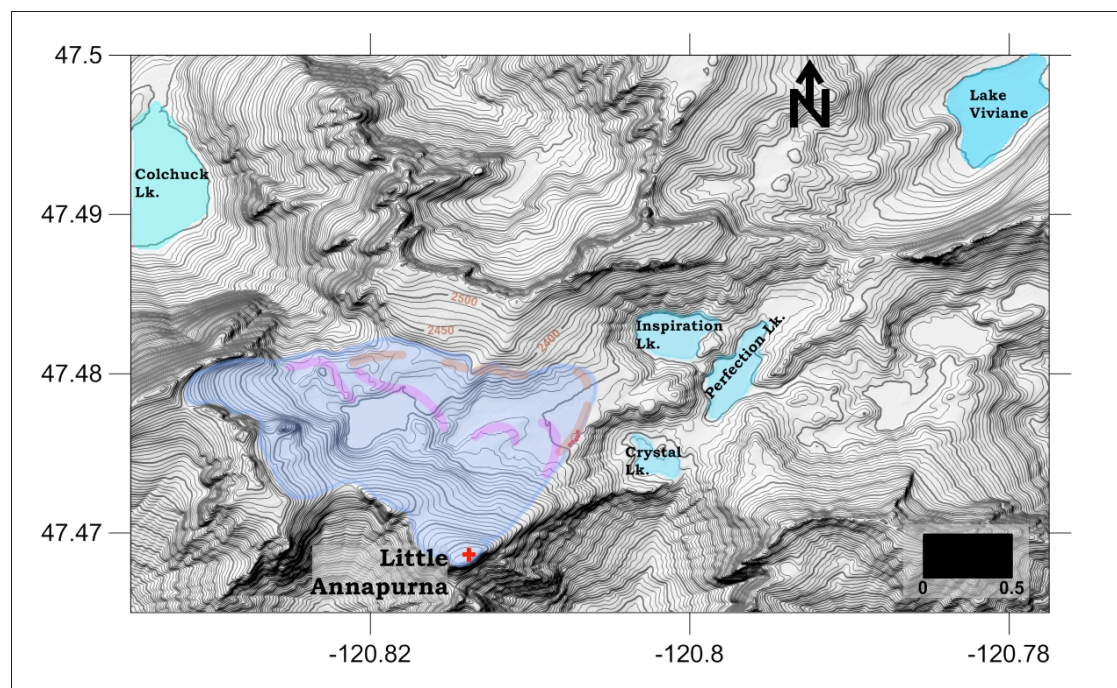 47.5
N
Lake
Viviane
Colchuck
Lk.
47.49
2500
2450
2400
Inspiration
Lk.
Perfection Lk.
47.48
Crystal
Lk.
47.47
Little
Annapurna
0 0.5
-120.82 -120.8 -120.78